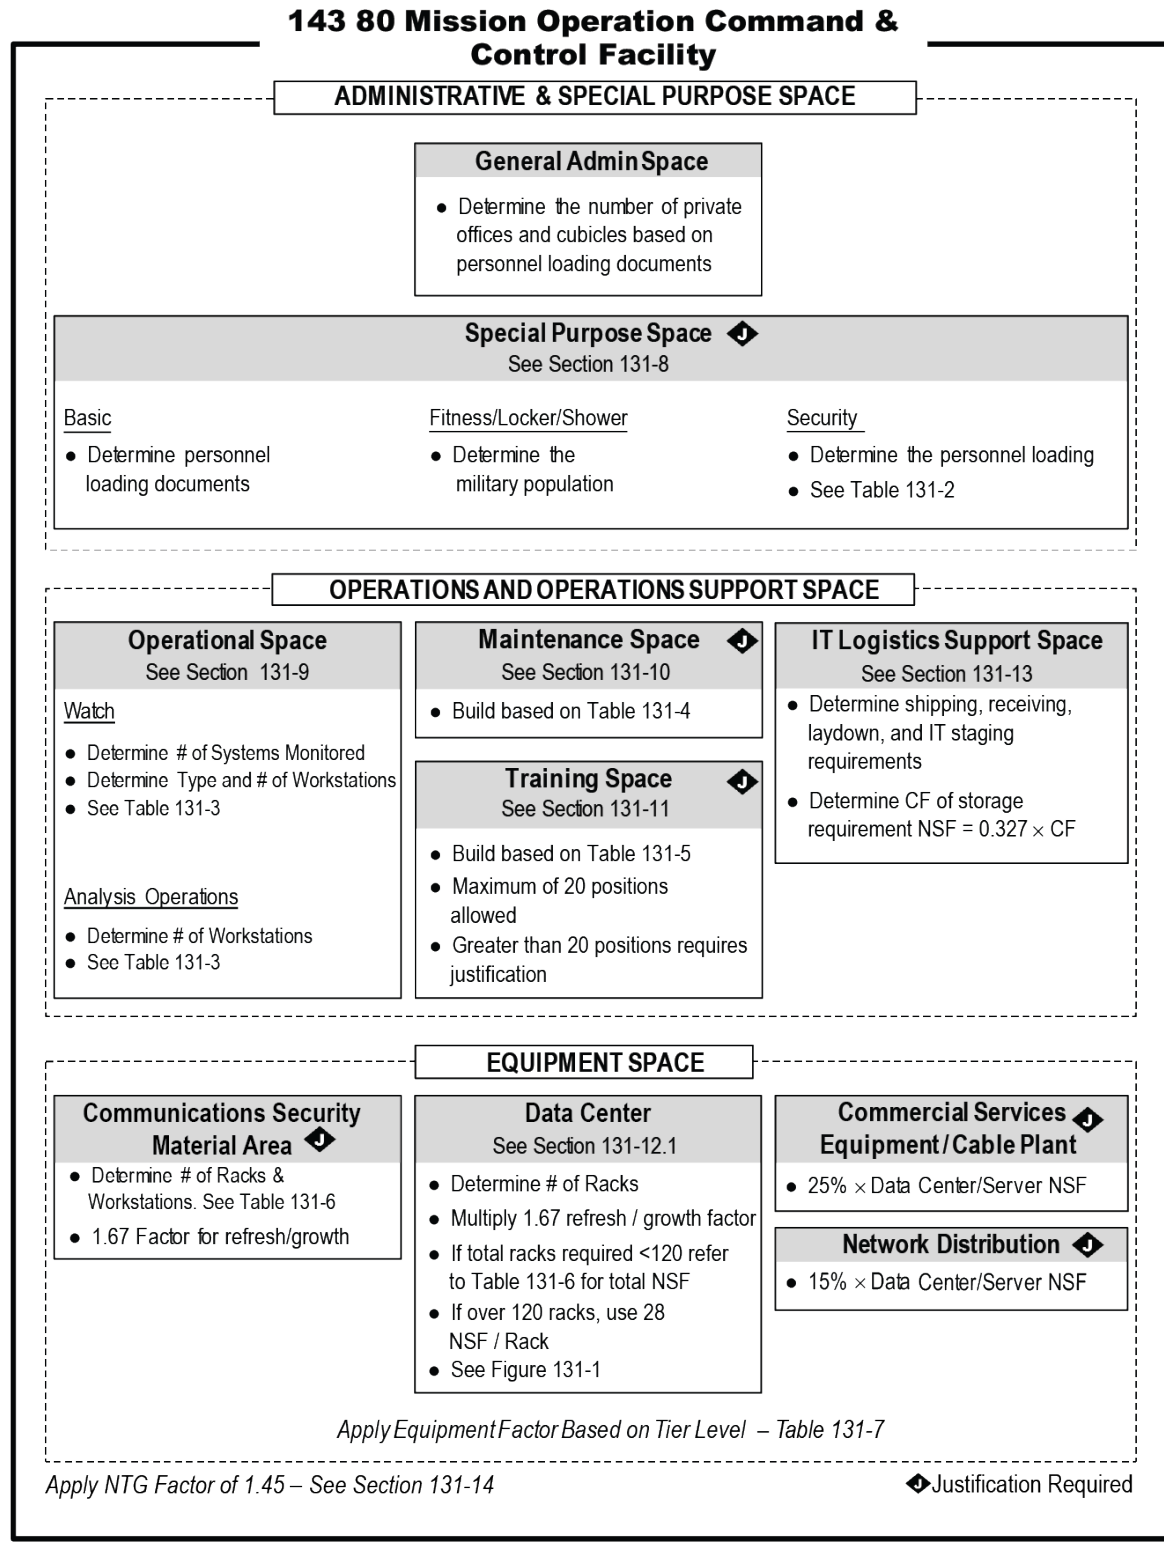 143 80 Mission Operation Command &
Control Facility
ADMINISTRATIVE & SPECIAL PURPOSE SPACE
General Admin Space
● Determine the number of private
offices and cubicles based on
personnel loading documents
Special Purpose Space J
See Section 131-8
Basic
● Determine personnel
loading documents
Fitness/Locker/Shower
● Determine the
military population
Security
● Determine the personnel loading
● See Table 131-2
OPERATIONS AND OPERATIONS SUPPORT SPACE
Operational Space
See Section 131-9
Watch
● Determine # of Systems Monitored
● Determine Type and # of Workstations
● See Table 131-3
Analysis Operations
● Determine # of Workstations
● See Table 131-3
Maintenance Space J
See Section 131-10
● Build based on Table 131-4
Training Space J
See Section 131-11
● Build based on Table 131-5
● Maximum of 20 positions
allowed
● Greater than 20 positions requires
justification
IT Logistics Support Space
See Section 131-13
● Determine shipping, receiving,
laydown, and IT staging
requirements
● Determine CF of storage
requirement NSF = 0.327 × CF
EQUIPMENT SPACE
Communications Security
Material Area J
● Determine # of Racks &
Workstations. See Table 131-6
● 1.67 Factor for refresh/growth
Data Center
See Section 131-12.1
● Determine # of Racks
● Multiply 1.67 refresh / growth factor
● If total racks required <120 refer
to Table 131-6 for total NSF
● If over 120 racks, use 28
NSF / Rack
● See Figure 131-1
Commercial Services J
Equipment / Cable Plant
● 25% × Data Center/Server NSF
Network Distribution J
● 15% × Data Center/Server NSF
Apply Equipment Factor Based on Tier Level – Table 131-7
Apply NTG Factor of 1.45 – See Section 131-14
J Justification Required